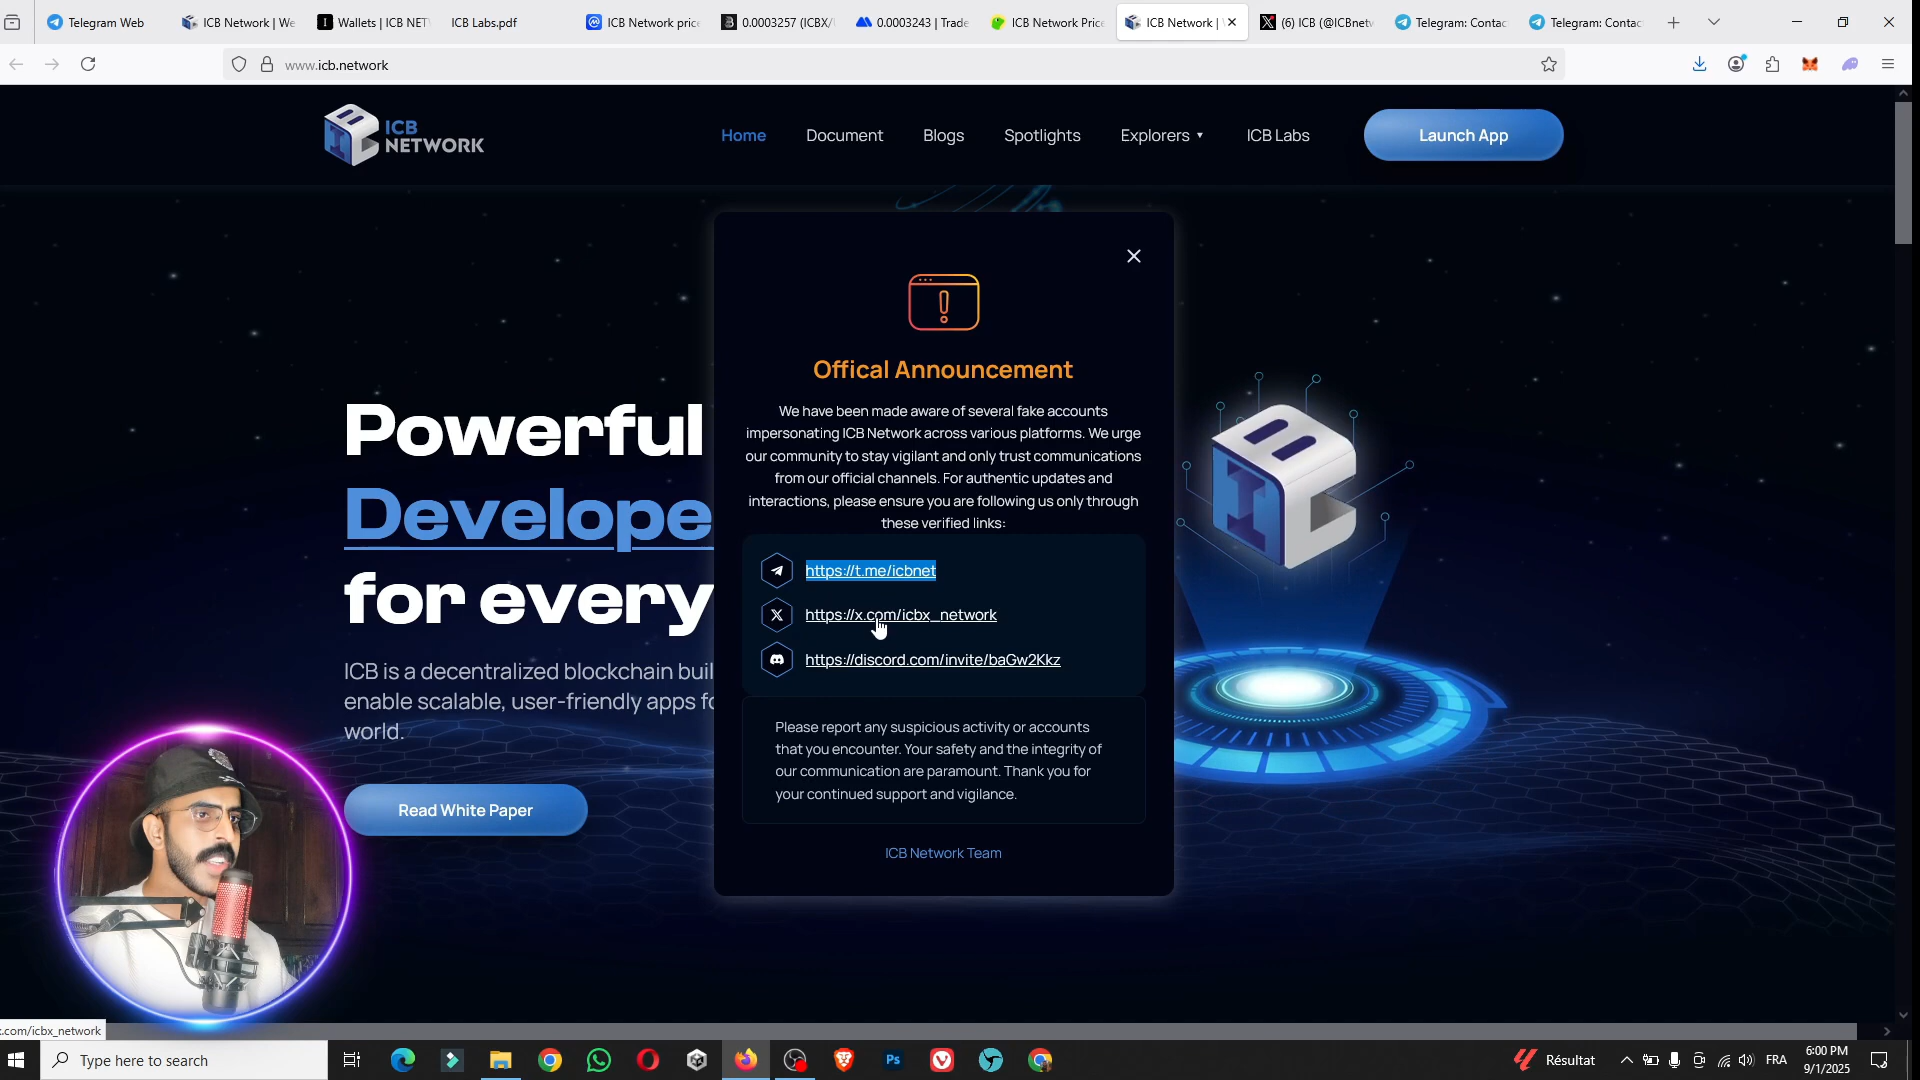 Telegram Web
ICB Network | We
Wallets | ICB NET
ICB Labs.pdf
ICB Network price
0.0003257 (ICBX/
0.0003243 | Trade
ICB Network Price
ICB Network |
(6) ICB (@ICBnetw
Telegram: Contac
Telegram: Contac
www.icb.network
ICB
NETWORK
Home
Document
Blogs
Spotlights
Explorers
ICB Labs
Launch App
Powerful
Develope
for every
ICB is a decentralized blockchain buil
enable scalable, user-friendly apps fo
world.
Read White Paper
Offical Announcement
We have been made aware of several fake accounts
impersonating ICB Network across various platforms. We urge
our community to stay vigilant and only trust communications
from our official channels. For authentic updates and
interactions, please ensure you are following us only through
these verified links:
https://t.me/icbnet
https://x.com/icbx_network
https://discord.com/invite/baGw2Kkz
Please report any suspicious activity or accounts
that you encounter. Your safety and the integrity of
our communication are paramount. Thank you for
your continued support and vigilance.
ICB Network Team
x.com/icbx_network
Type here to search
Ps
Résultat
FRA
6:00 PM
9/1/2025